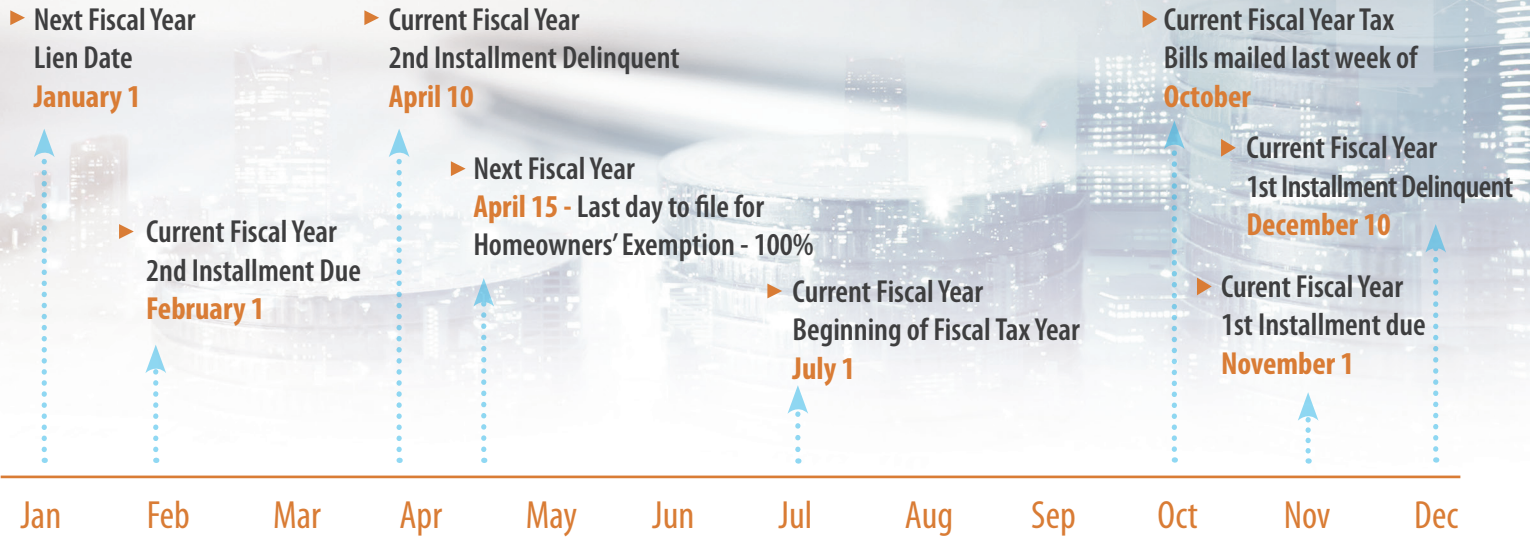 Next Fiscal Year
Lien Date
January 1
Current Fiscal Year
2nd Installment Due
February 1
Current Fiscal Year
2nd Installment Delinquent
April 10
Next Fiscal Year
April 15 - Last day to file for
Homeowners’ Exemption - 100%
Current Fiscal Year
Beginning of Fiscal Tax Year
July 1
Current Fiscal Year Tax
Bills mailed last week of
October
Current Fiscal Year
1st Installment Delinquent
December 10
Curent Fiscal Year
1st Installment due
November 1
Jan Feb Mar Apr May Jun Jul Aug Sep Oct Nov Dec